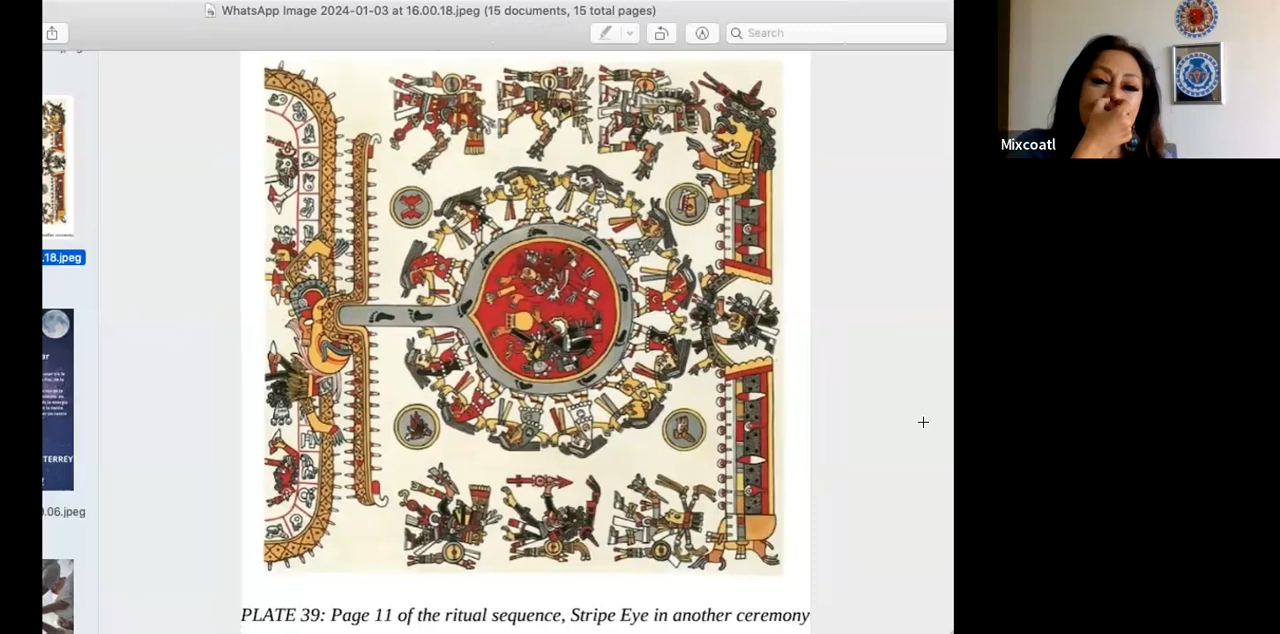 WhatsApp Image 2024-01-03 at 16.00.18.jpeg (15 documents, 15 total pages)
Search
Mixcoatl
.18.jpeg
TERREY
0.06.jpeg
PLATE 39: Page 11 of the ritual sequence, Stripe Eye in another ceremony